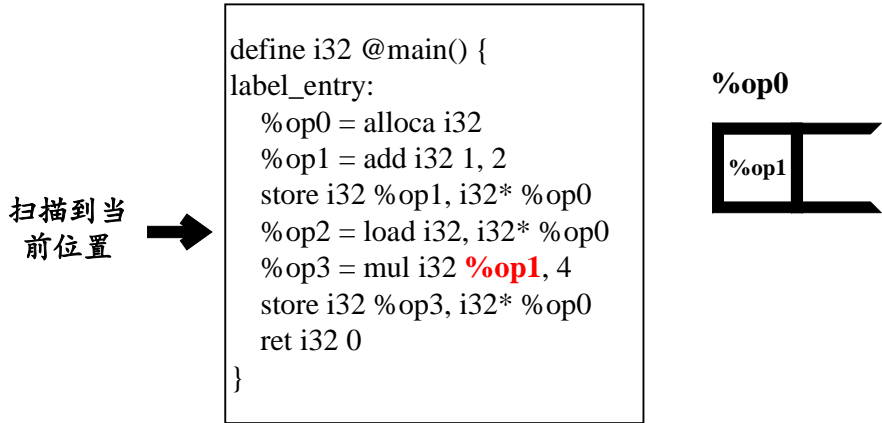 define i32 @main() {
label_entry:
%op0 = alloca i32
%op1 = add i32 1, 2
store i32 %op1, i32* %op0
%op2 = load i32, i32* %op0
%op3 = mul i32 %op1, 4
store i32 %op3, i32* %op0
ret i32 0
}
扫描到当
前位置
%op0
%op1